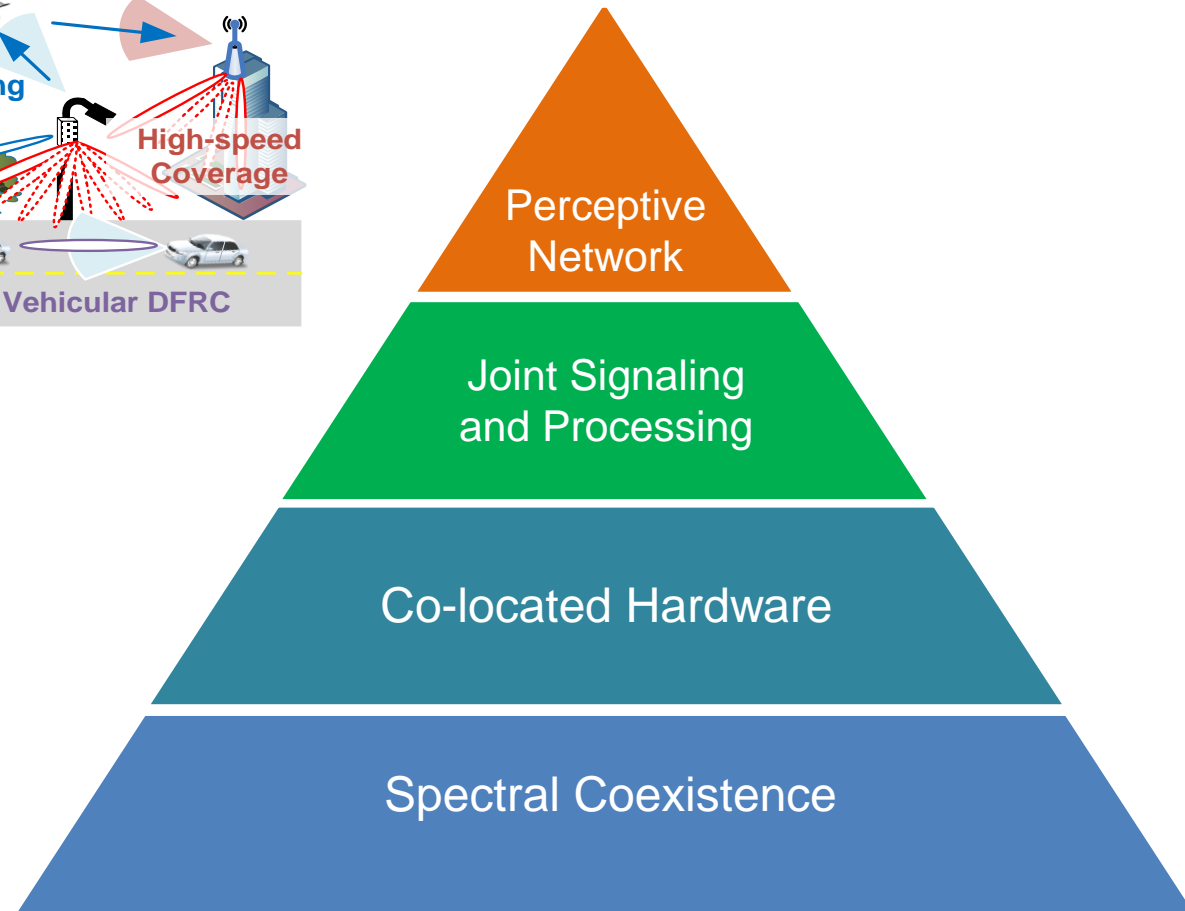 ng
High-speed
Coverage
Vehicular DFRC
Perceptive
Network
Joint Signaling
and Processing
Co-located Hardware
Spectral Coexistence